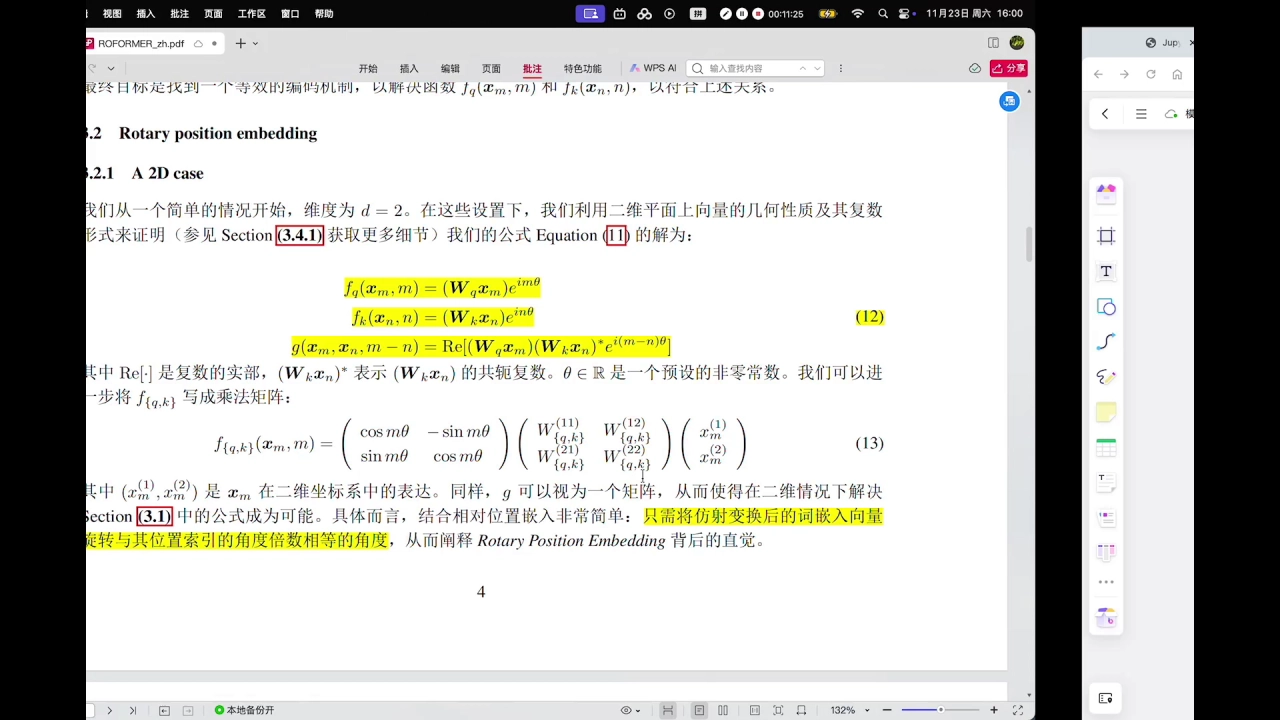 视图 插入 批注 页面 工作区 窗口 帮助
拼 00:11:25 11月23日 周六 16:00
ROFORMER_zh.pdf
开始 插入 编辑 页面 批注 特色功能 WPS AI 输入查找内容 分享
最终目标是找到一个等效的编码机制，以解决函数 f_q(x_m, m) 和 f_k(x_n, n)，以符合上述关系。
3.2 Rotary position embedding
3.2.1 A 2D case
我们从一个简单的情况开始，维度为 d = 2。在这些设置下，我们利用二维平面上向量的几何性质及其复数
形式来证明（参见 Section (3.4.1) 获取更多细节）我们的公式 Equation (11) 的解为：
f_q(x_m, m) = (W_q x_m)e^{imθ}
f_k(x_n, n) = (W_k x_n)e^{inθ} (12)
g(x_m, x_n, m − n) = Re[(W_q x_m)(W_k x_n)^* e^{i(m−n)θ}]
其中 Re[·] 是复数的实部，(W_k x_n)^* 表示 (W_k x_n) 的共轭复数。θ ∈ ℝ 是一个预设的非零常数。我们可以进
一步将 f_{q,k} 写成乘法矩阵：
f_{q,k}(x_m, m) = ( cos mθ −sin mθ sin mθ cos mθ ) ( W_{q,k}^{(11)} W_{q,k}^{(12)} W_{q,k}^{(21)} W_{q,k}^{(22)} ) ( x_m^{(1)} x_m^{(2)} ) (13)
其中 (x_m^{(1)}, x_m^{(2)}) 是 x_m 在二维坐标系中的表达。同样，g 可以视为一个矩阵，从而使得在二维情况下解决
Section (3.1) 中的公式成为可能。具体而言，结合相对位置嵌入非常简单：只需将仿射变换后的词嵌入向量
旋转与其位置索引的角度倍数相等的角度，从而阐释 Rotary Position Embedding 背后的直觉。
4
本地备份开 132%
Jup
T
T